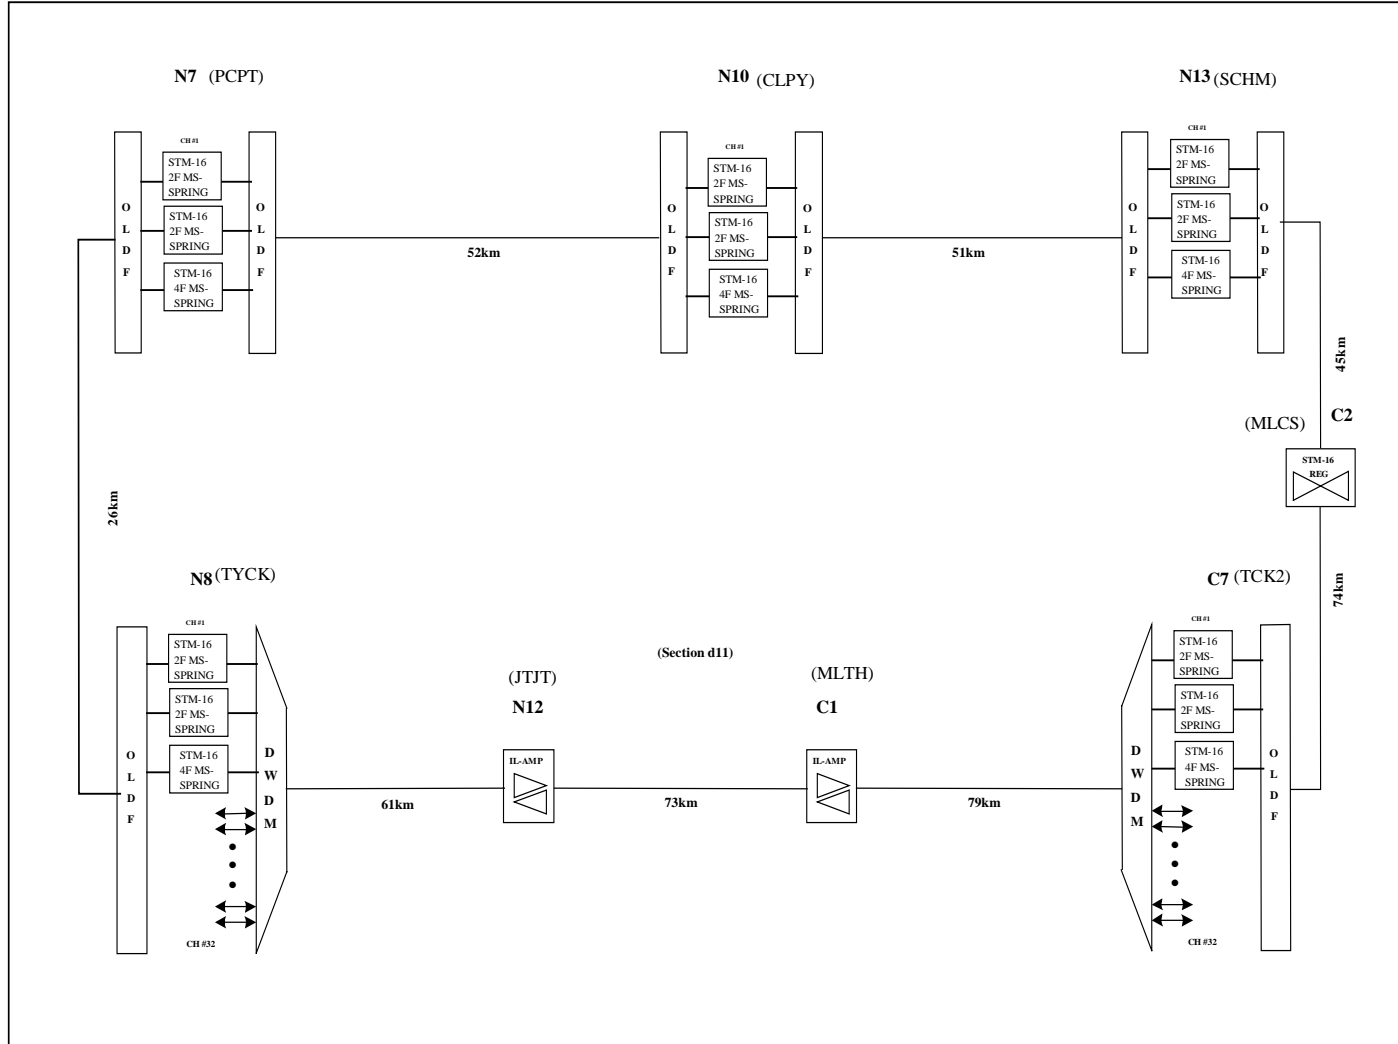 N7 (PCPT)
N10 (CLPY)
N13 (SCHM)
CH #1
STM-16
2F MS-
SPRING
STM-16
2F MS-
SPRING
STM-16
4F MS-
SPRING
O
L
D
F
O
L
D
F
52km
CH #1
STM-16
2F MS-
SPRING
STM-16
2F MS-
SPRING
STM-16
4F MS-
SPRING
O
L
D
F
O
L
D
F
51km
CH #1
STM-16
2F MS-
SPRING
STM-16
2F MS-
SPRING
STM-16
4F MS-
SPRING
O
L
D
F
O
L
D
F
45km
(MLCS) C2
STM-16
REG
74km
26km
N8 (TYCK)
CH #1
STM-16
2F MS-
SPRING
STM-16
2F MS-
SPRING
STM-16
4F MS-
SPRING
O
L
D
F
D
W
D
M
CH #32
61km
(Section d11)
(JTJT)
N12
IL-AMP
73km
(MLTH)
C1
IL-AMP
79km
C7 (TCK2)
CH #1
STM-16
2F MS-
SPRING
STM-16
2F MS-
SPRING
STM-16
4F MS-
SPRING
D
W
D
M
O
L
D
F
CH #32